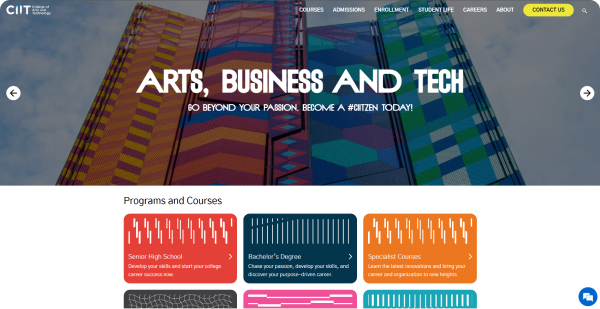 CIIT College of
Arts and
Technology
COURSES ADMISSIONS ENROLLMENT STUDENT LIFE CAREERS ABOUT CONTACT US
ARTS, BUSINESS AND TECH
GO BEYOND YOUR PASSION. BECOME A #CIITZEN TODAY!
Programs and Courses
Senior High School
Develop your skills and start your college
career success now.
Bachelor's Degree
Chase your passion, develop your skills, and
discover your purpose-driven career.
Specialist Courses
Learn the latest innovations and bring your
career and organization to new heights.